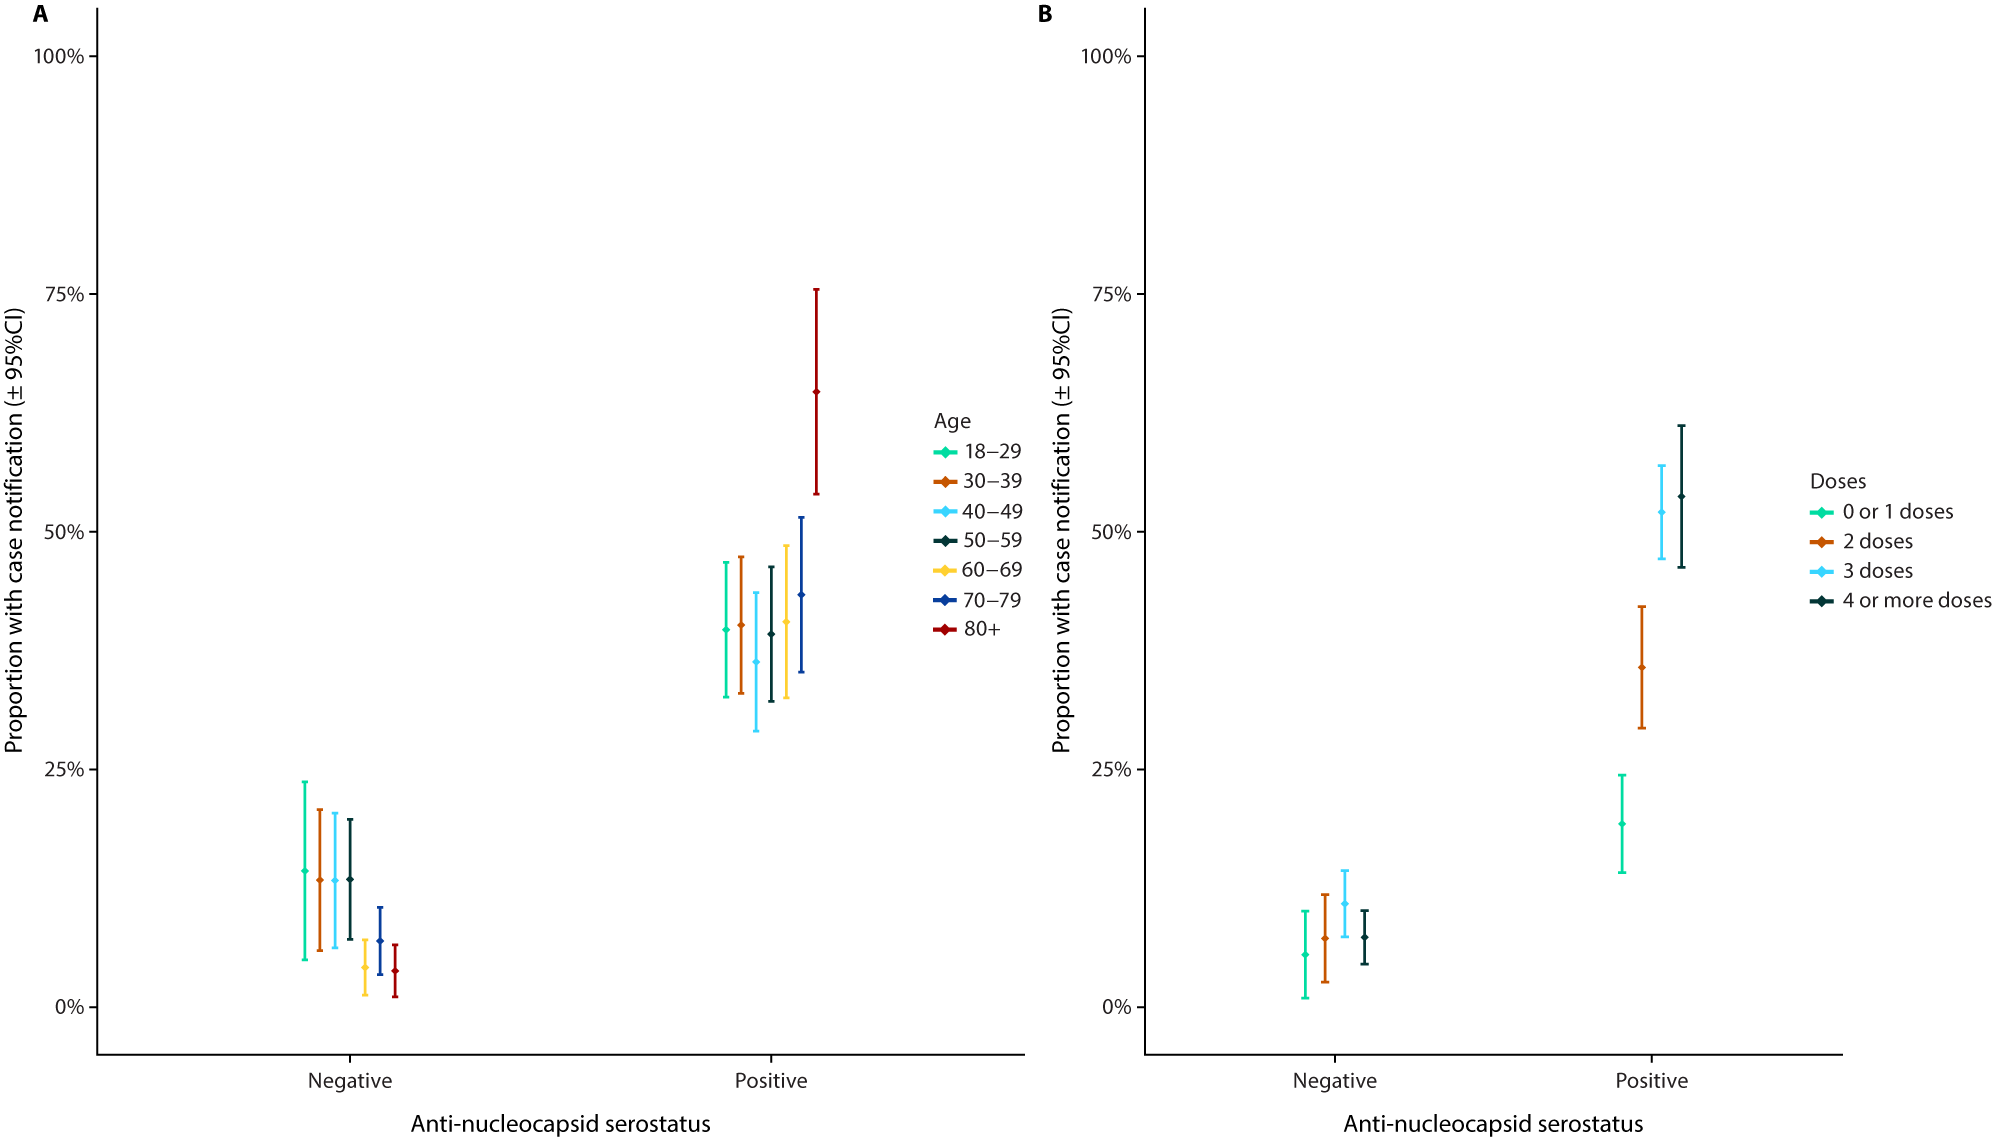 A
100%
75%
50%
25%
0%
Proportion with case notification (± 95%CI)
Negative
Positive
Anti-nucleocapsid serostatus
Age
18–29
30–39
40–49
50–59
60–69
70–79
80+
B
100%
75%
50%
25%
0%
Proportion with case notification (± 95%CI)
Negative
Positive
Anti-nucleocapsid serostatus
Doses
0 or 1 doses
2 doses
3 doses
4 or more doses